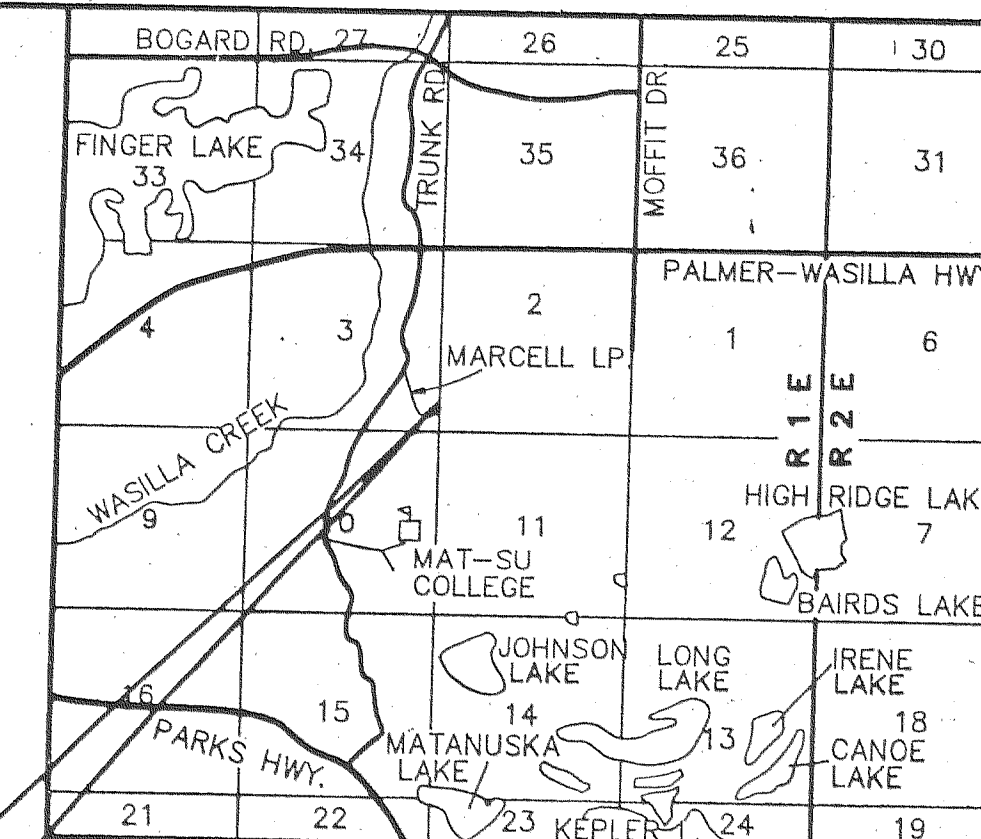 BOGARD RD. 27 26 25 30
TRUNK RD.
MOFFIT DR.
FINGER LAKE 34 35 36 31
33
PALMER-WASILLA HWY
4 3 2 1 6
MARCELL LP.
R 1 E
R 2 E
WASILLA CREEK
HIGH RIDGE LAK
9 11 12 7
MAT-SU
COLLEGE
BAIRDS LAKE
JOHNSON
LAKE
LONG
LAKE
IRENE
LAKE
16 15 14 13 18
PARKS HWY.
MATANUSKA
LAKE
CANOE
LAKE
21 22 23 KEPLER 24 19